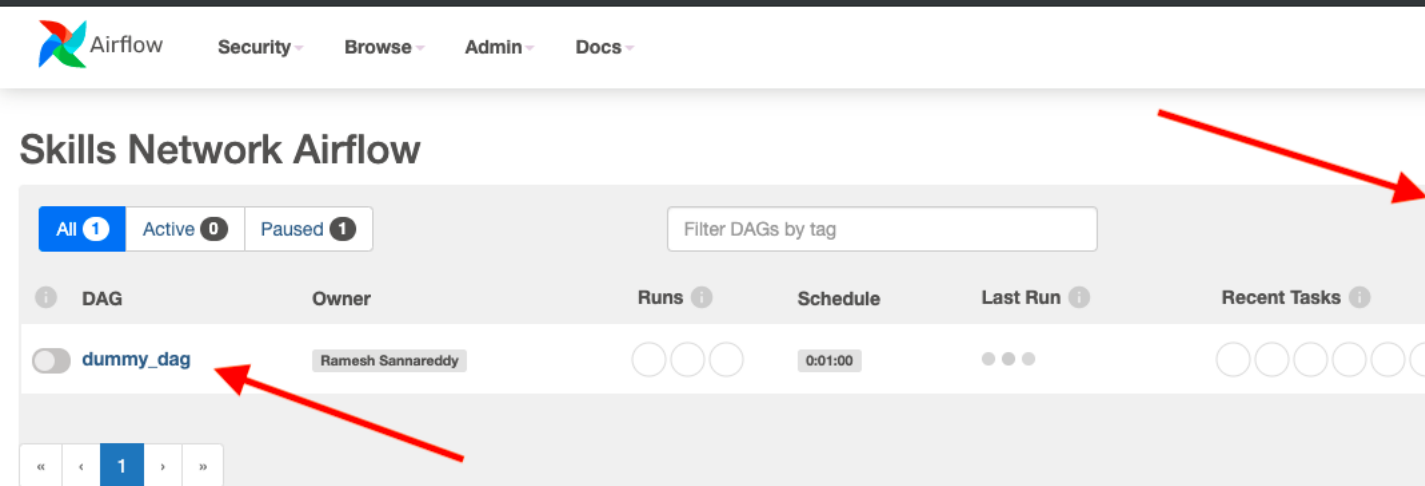 Airflow Security Browse Admin Docs
Skills Network Airflow
All 1 Active 0 Paused 1 Filter DAGs by tag
i DAG Owner Runs i Schedule Last Run i Recent Tasks i
dummy_dag Ramesh Sannareddy 0:01:00
« ‹ 1 › »